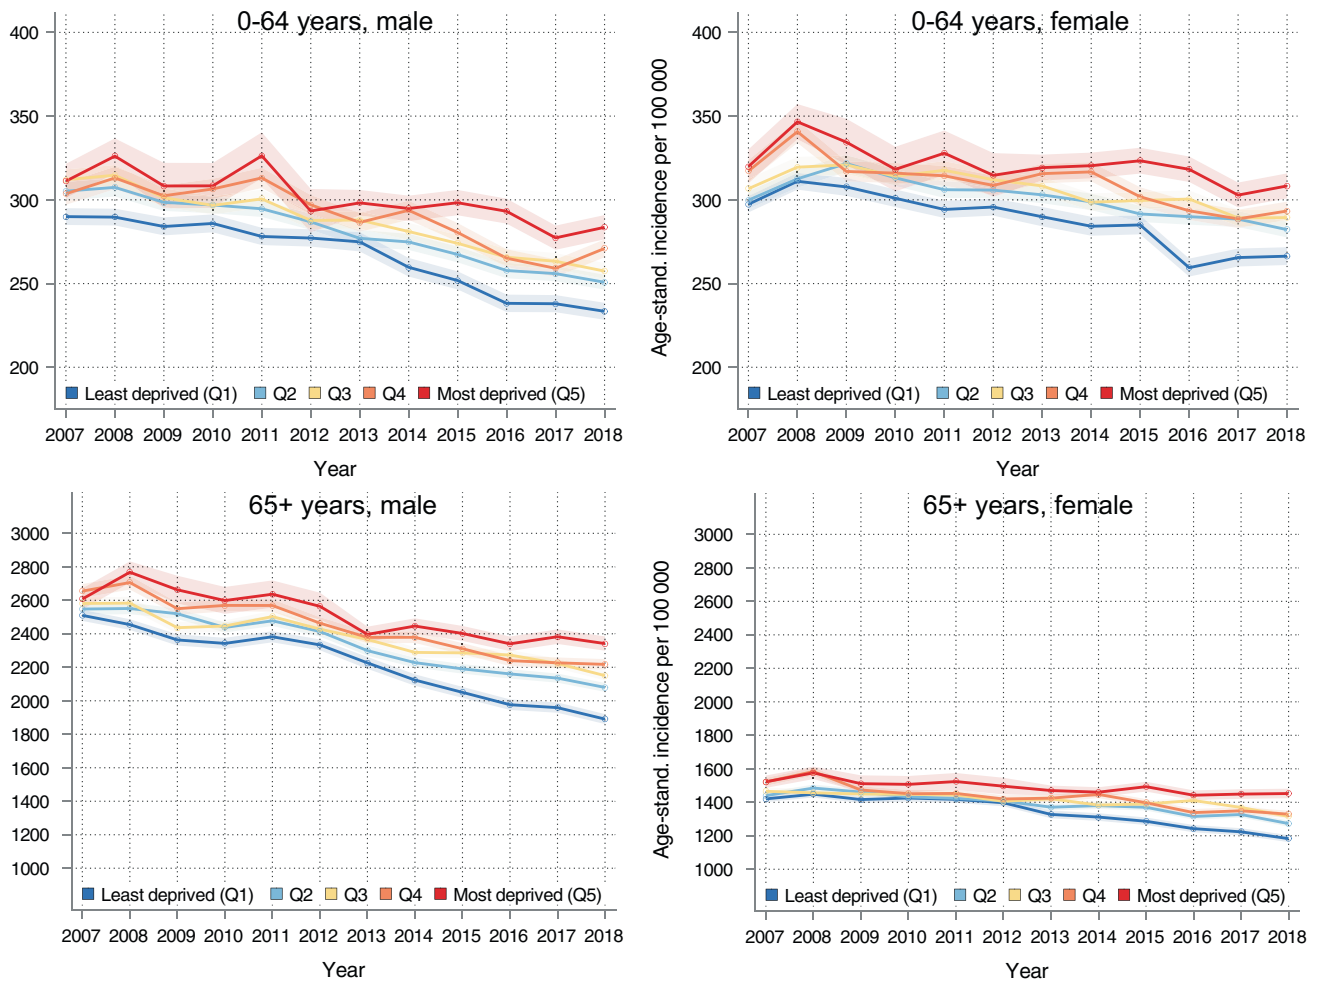 0-64 years, male
400
350
300
250
200
Least deprived (Q1) Q2 Q3 Q4 Most deprived (Q5)
2007 2008 2009 2010 2011 2012 2013 2014 2015 2016 2017 2018
Year
0-64 years, female
Age-stand. incidence per 100 000
400
350
300
250
200
Least deprived (Q1) Q2 Q3 Q4 Most deprived (Q5)
2007 2008 2009 2010 2011 2012 2013 2014 2015 2016 2017 2018
Year
65+ years, male
3000
2800
2600
2400
2200
2000
1800
1600
1400
1200
1000
Least deprived (Q1) Q2 Q3 Q4 Most deprived (Q5)
2007 2008 2009 2010 2011 2012 2013 2014 2015 2016 2017 2018
Year
65+ years, female
Age-stand. incidence per 100 000
3000
2800
2600
2400
2200
2000
1800
1600
1400
1200
1000
Least deprived (Q1) Q2 Q3 Q4 Most deprived (Q5)
2007 2008 2009 2010 2011 2012 2013 2014 2015 2016 2017 2018
Year